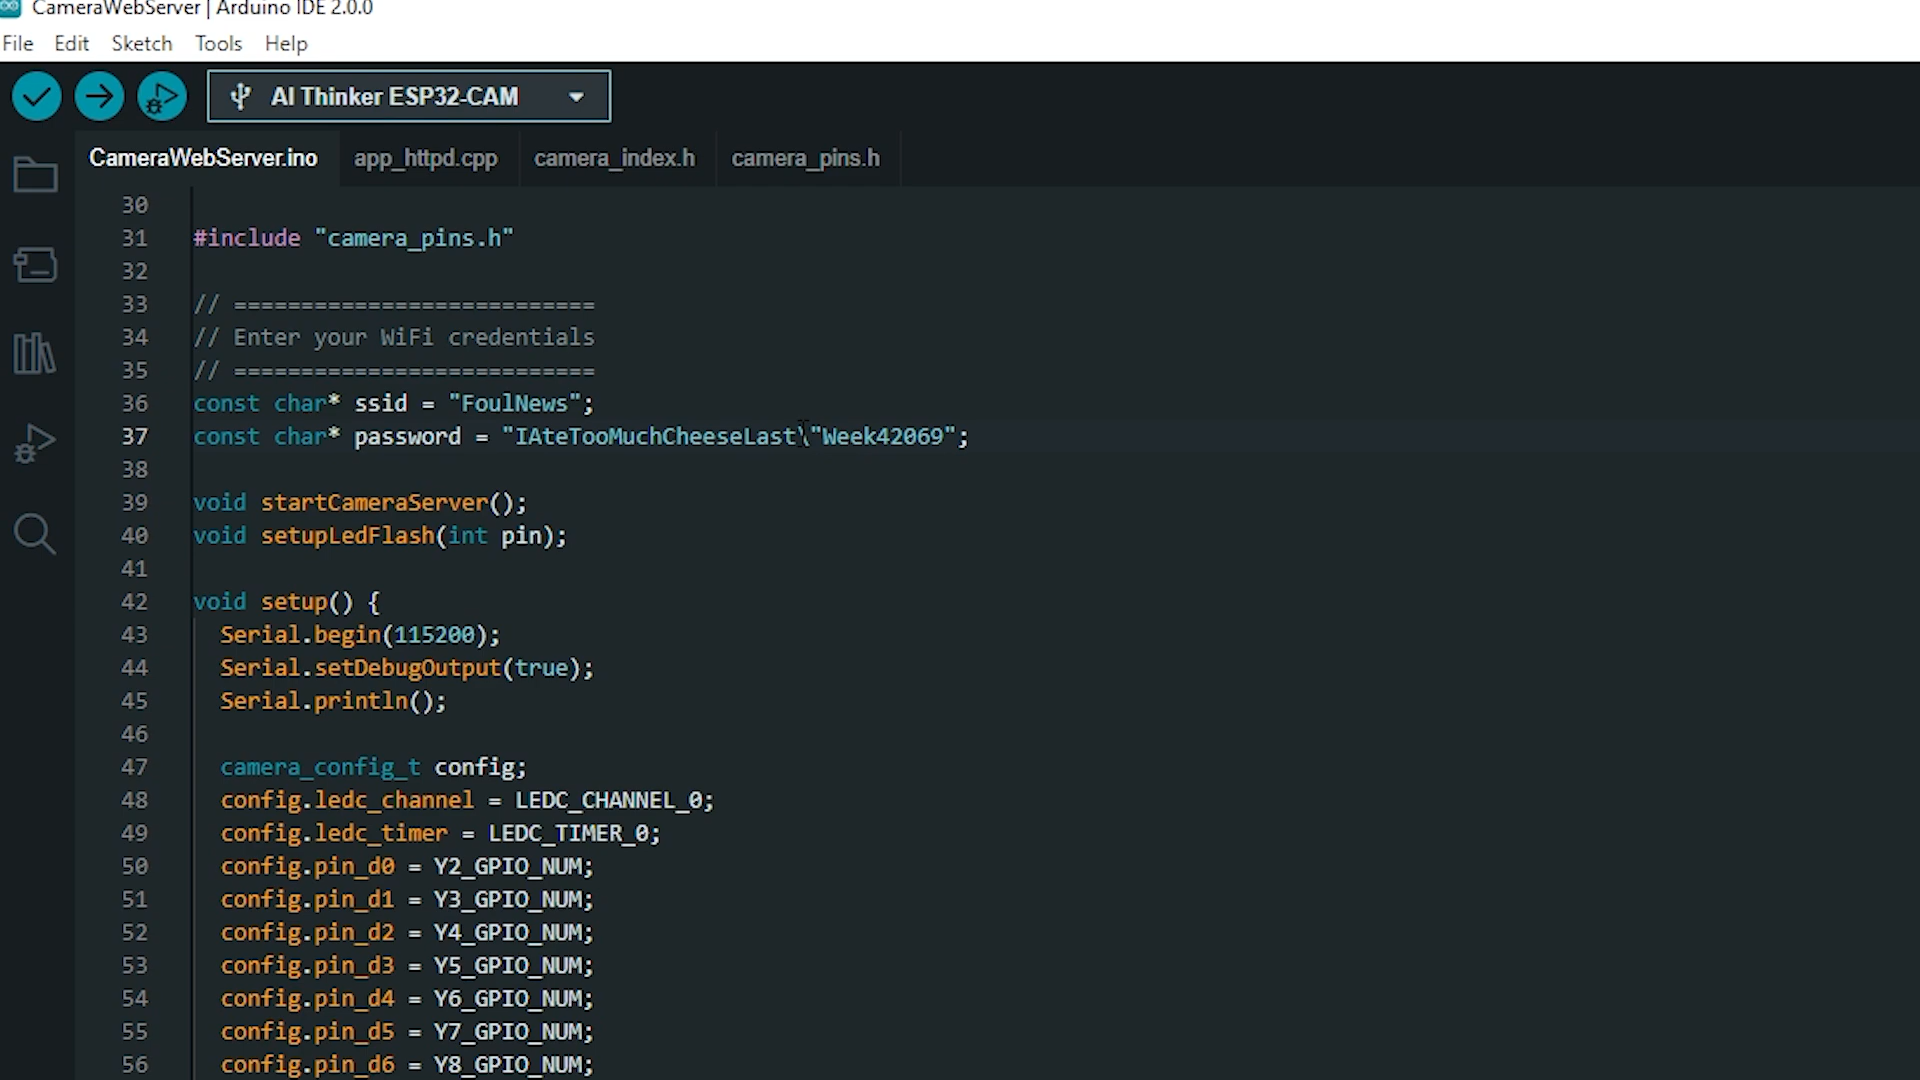 CameraWebServer | Arduino IDE 2.0.0
File Edit Sketch Tools Help
AI Thinker ESP32-CAM
CameraWebServer.ino app_httpd.cpp camera_index.h camera_pins.h
30
31 #include "camera_pins.h"
32
33 // ===========================
34 // Enter your WiFi credentials
35 // ===========================
36 const char* ssid = "FoulNews";
37 const char* password = "IAteTooMuchCheeseLast\"Week42069";
38
39 void startCameraServer();
40 void setupLedFlash(int pin);
41
42 void setup() {
43 Serial.begin(115200);
44 Serial.setDebugOutput(true);
45 Serial.println();
46
47 camera_config_t config;
48 config.ledc_channel = LEDC_CHANNEL_0;
49 config.ledc_timer = LEDC_TIMER_0;
50 config.pin_d0 = Y2_GPIO_NUM;
51 config.pin_d1 = Y3_GPIO_NUM;
52 config.pin_d2 = Y4_GPIO_NUM;
53 config.pin_d3 = Y5_GPIO_NUM;
54 config.pin_d4 = Y6_GPIO_NUM;
55 config.pin_d5 = Y7_GPIO_NUM;
56 config.pin_d6 = Y8_GPIO_NUM;